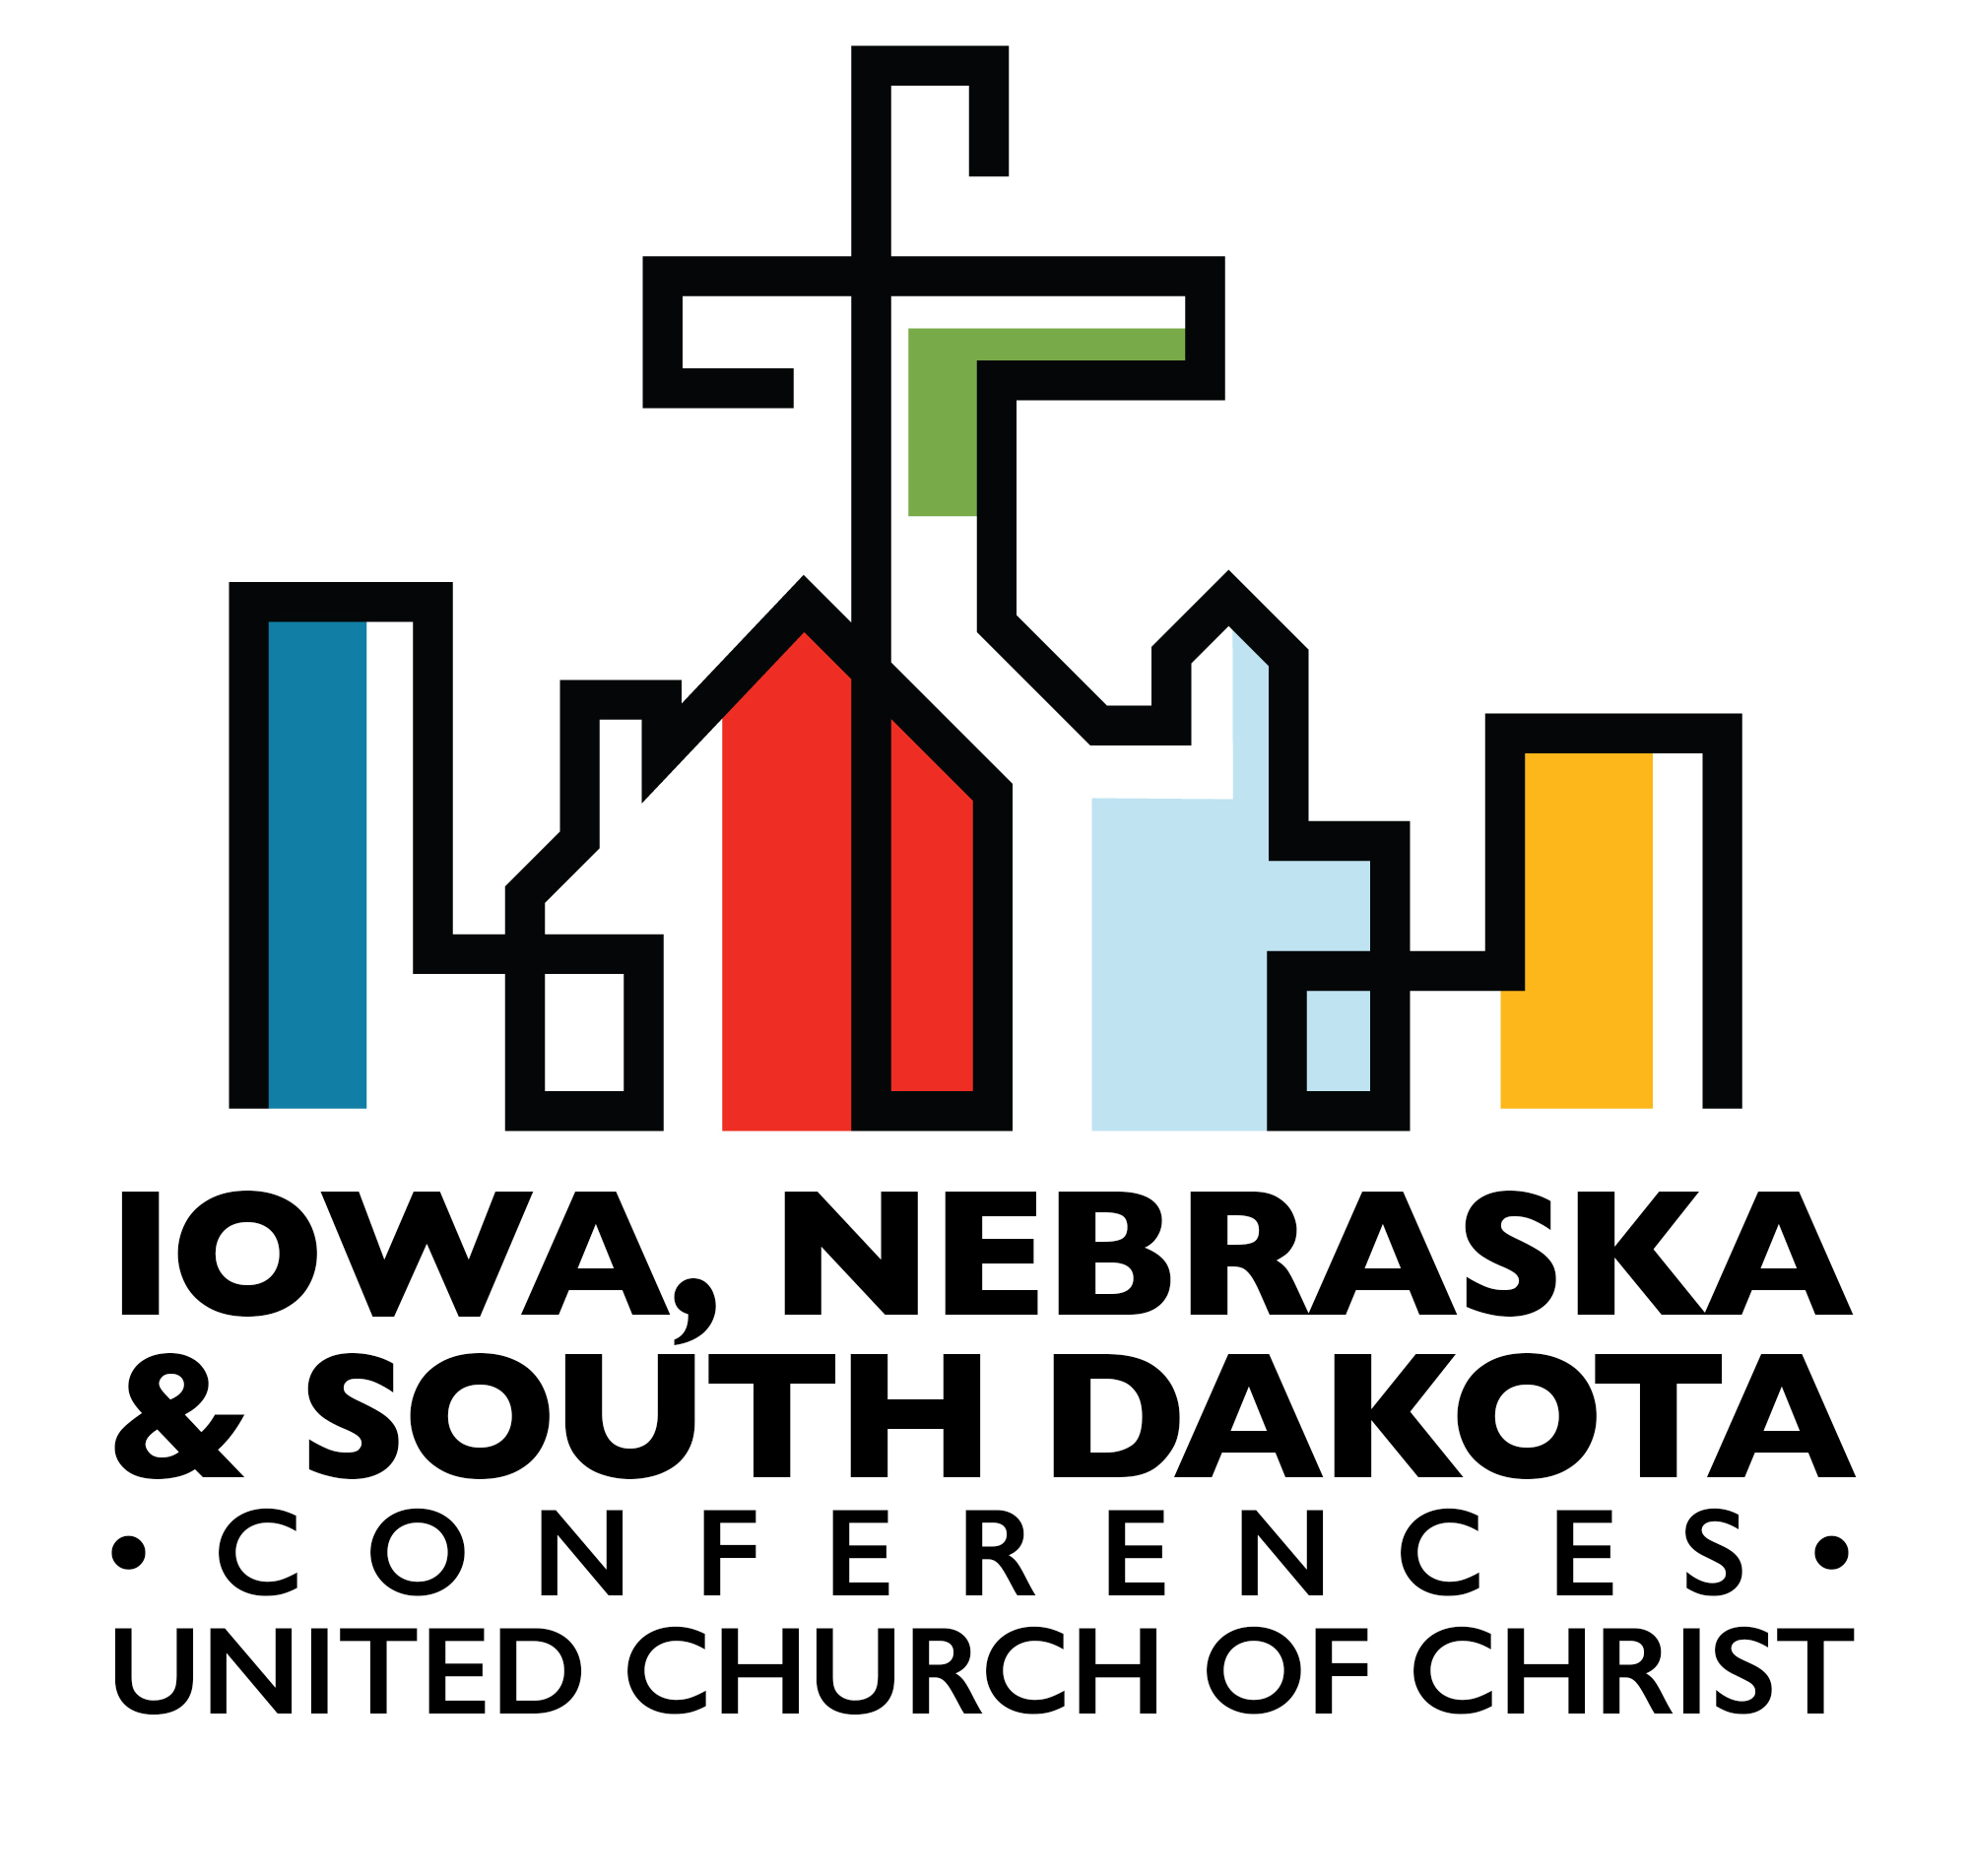 IOWA, NEBRASKA
& SOUTH DAKOTA
• CONFERENCES •
UNITED CHURCH OF CHRIST